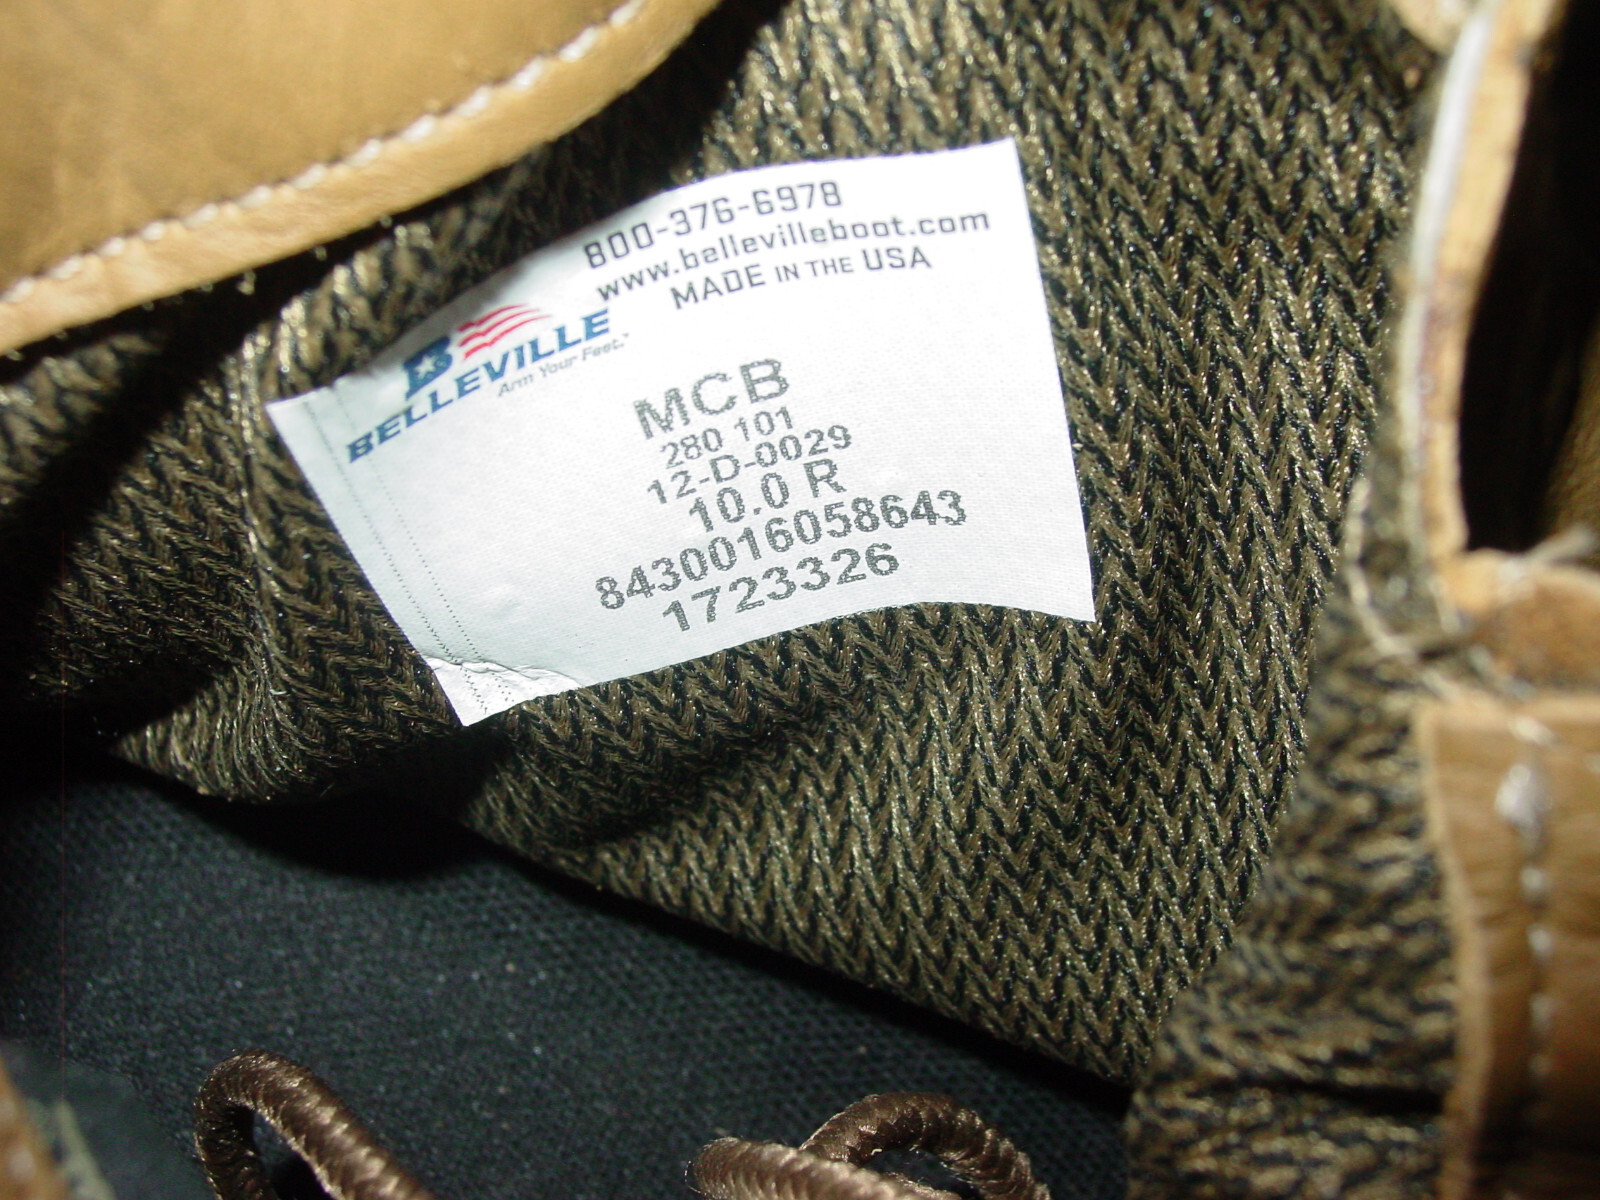 800-376-6978
www.bellevilleboot.com
MADE IN THE USA
B
BELLEVILLE
Arm Your Feet.™
MCB
280 101
12-D-0029
10.0 R
8430016058643
1723326